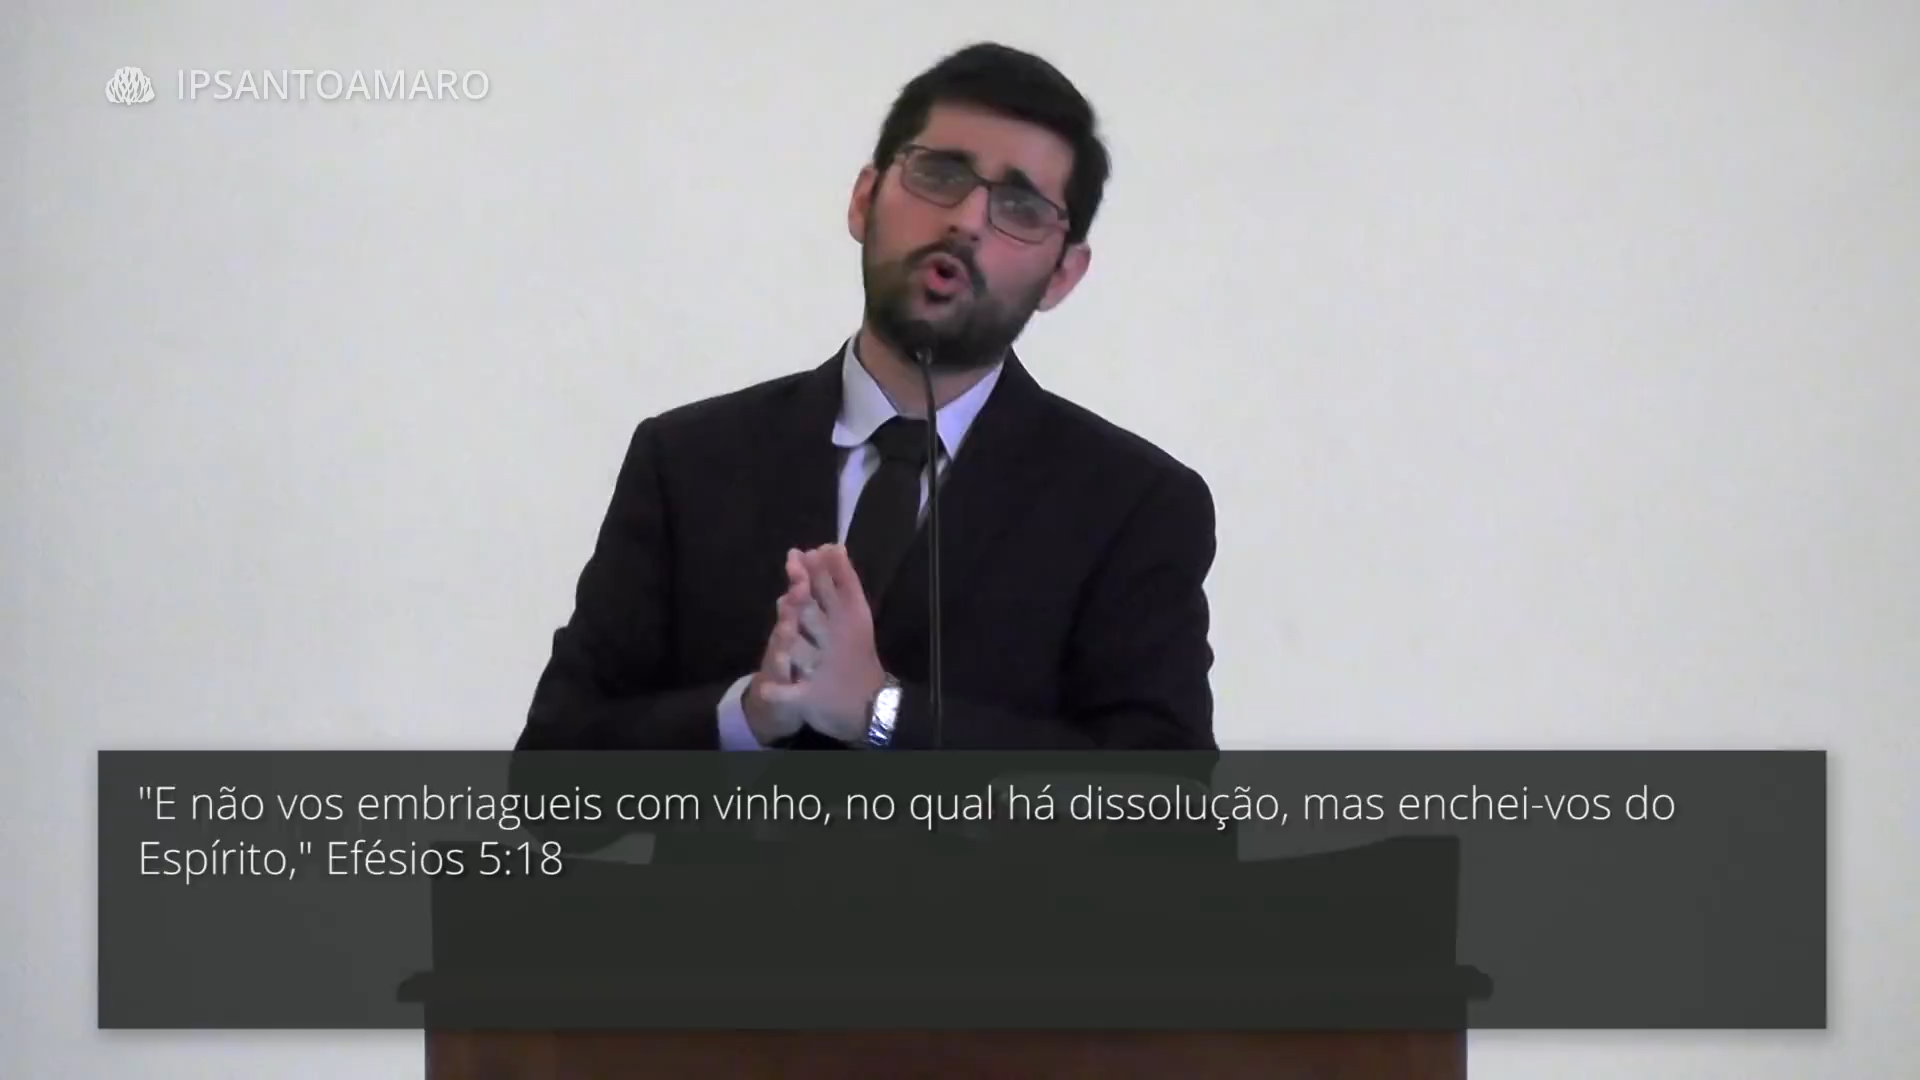 IPSANTOAMARO
"E não vos embriagueis com vinho, no qual há dissolução, mas enchei-vos do
Espírito," Efésios 5:18